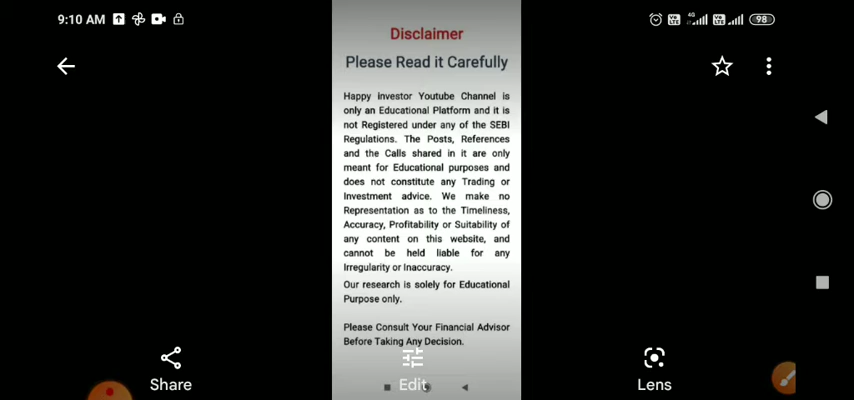 9:10 AM
4G
98
Disclaimer
Please Read it Carefully
Happy investor Youtube Channel is
only an Educational Platform and it is
not Registered under any of the SEBI
Regulations. The Posts, References
and the Calls shared in it are only
meant for Educational purposes and
does not constitute any Trading or
Investment advice. We make no
Representation as to the Timeliness,
Accuracy, Profitability or Suitability of
any content on this website, and
cannot be held liable for any
Irregularity or Inaccuracy.
Our research is solely for Educational
Purpose only.
Please Consult Your Financial Advisor
Before Taking Any Decision.
Share
Edit
Lens